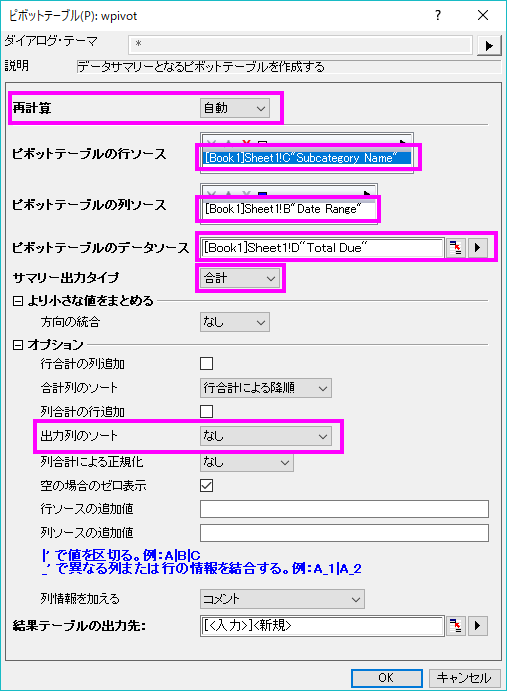 ピボットテーブル(P): wpivot
ダイアログ・テーマ *
説明 データサマリーとなるピボットテーブルを作成する
再計算 自動
ピボットテーブルの行ソース [Book1]Sheet1!C"Subcategory Name"
ピボットテーブルの列ソース [Book1]Sheet1!B"Date Range"
ピボットテーブルのデータソース [Book1]Sheet1!D"Total Due"
サマリー出力タイプ 合計
より小さな値をまとめる
方向の統合 なし
オプション
行合計の列追加
合計列のソート 行合計による降順
列合計の行追加
出力列のソート なし
列合計による正規化 なし
空の場合のゼロ表示
行ソースの追加値
列ソースの追加値
'|' で値を区切る。例：A|B|C
'_' で異なる列または行の情報を結合する。例：A_1|A_2
列情報を加える コメント
結果テーブルの出力先: [<入力>]<新規>
OK キャンセル